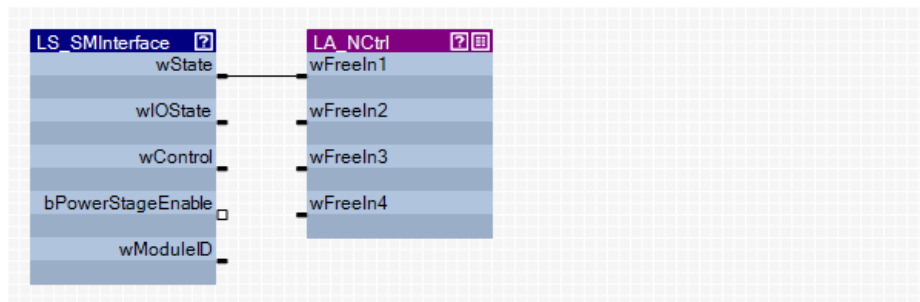 LS_SMInterface ?
wState
wIOState
wControl
bPowerStageEnable
wModuleID
LA_NCtrl ?
wFreeIn1
wFreeIn2
wFreeIn3
wFreeIn4